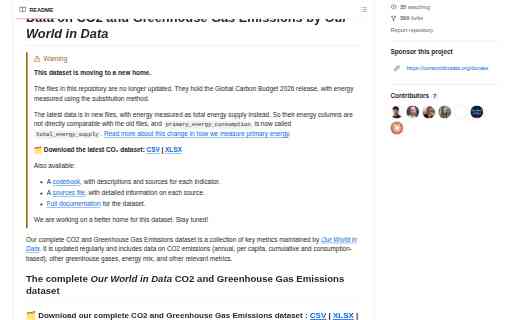 README
Data on CO2 and Greenhouse Gas Emissions by Our
World in Data
Warning
This dataset is moving to a new home.
The files in this repository are no longer updated. They hold the Global Carbon Budget 2026 release, with energy
measured using the substitution method.
The latest data is in new files, with energy measured as total energy supply instead. So their energy columns are
not directly comparable with the old files, and primary_energy_consumption is now called
total_energy_supply . Read more about this change in how we measure primary energy.
Download the latest CO₂ dataset: CSV | XLSX
Also available:
• A codebook, with descriptions and sources for each indicator.
• A sources file, with detailed information on each source.
• Full documentation for the dataset.
We are working on a better home for this dataset. Stay tuned!
Our complete CO2 and Greenhouse Gas Emissions dataset is a collection of key metrics maintained by Our World in
Data. It is updated regularly and includes data on CO2 emissions (annual, per capita, cumulative and consumption-
based), other greenhouse gases, energy mix, and other relevant metrics.
The complete Our World in Data CO2 and Greenhouse Gas Emissions
dataset
Download our complete CO2 and Greenhouse Gas Emissions dataset : CSV | XLSX |
watching
forks
Report repository
Sponsor this project
https://ourworldindata.org/donate
Contributors 7